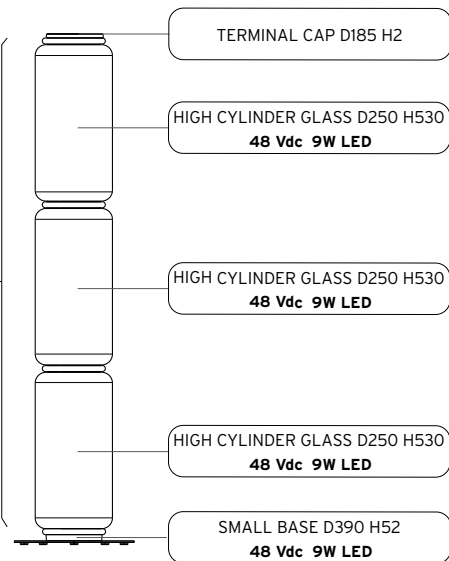 TERMINAL CAP D185 H2
HIGH CYLINDER GLASS D250 H530
48 Vdc 9W LED
HIGH CYLINDER GLASS D250 H530
48 Vdc 9W LED
HIGH CYLINDER GLASS D250 H530
48 Vdc 9W LED
SMALL BASE D390 H52
48 Vdc 9W LED